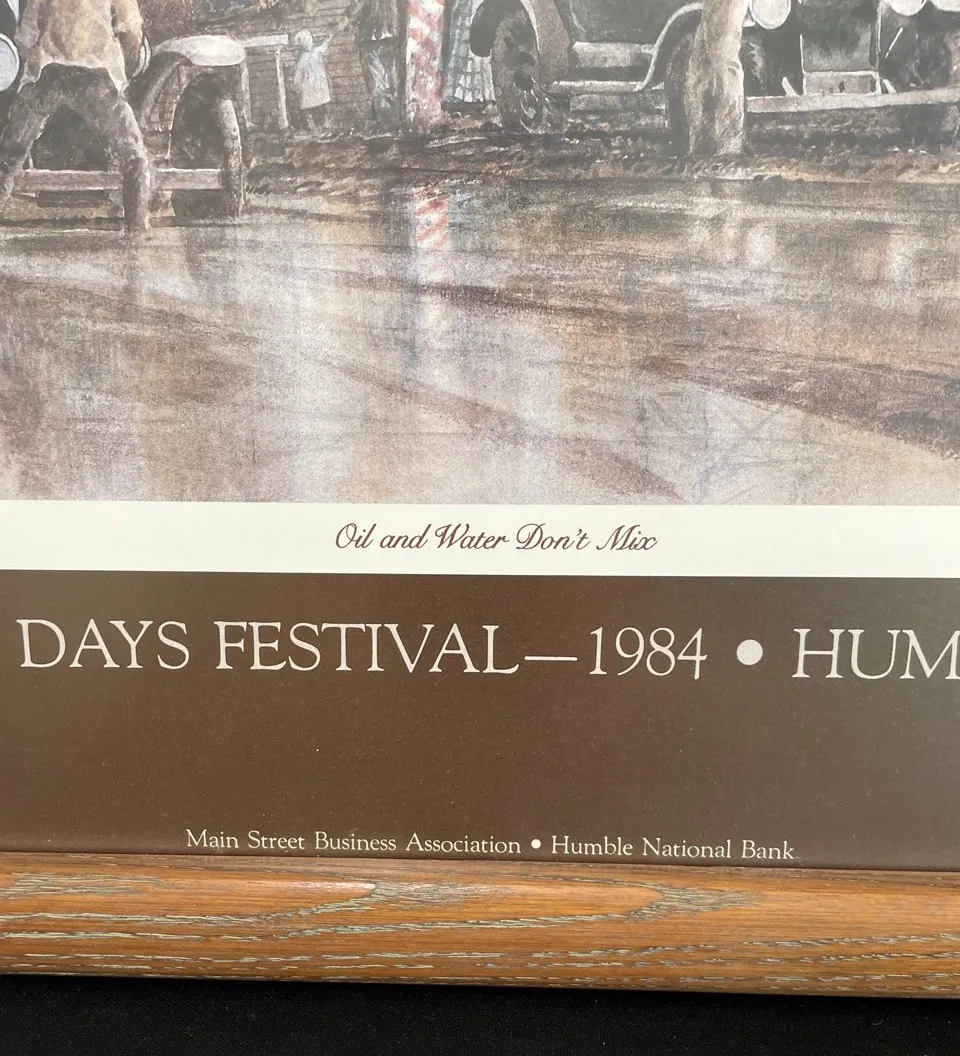 Oil and Water Don't Mix
DAYS FESTIVAL—1984 • HUM
Main Street Business Association • Humble National Bank